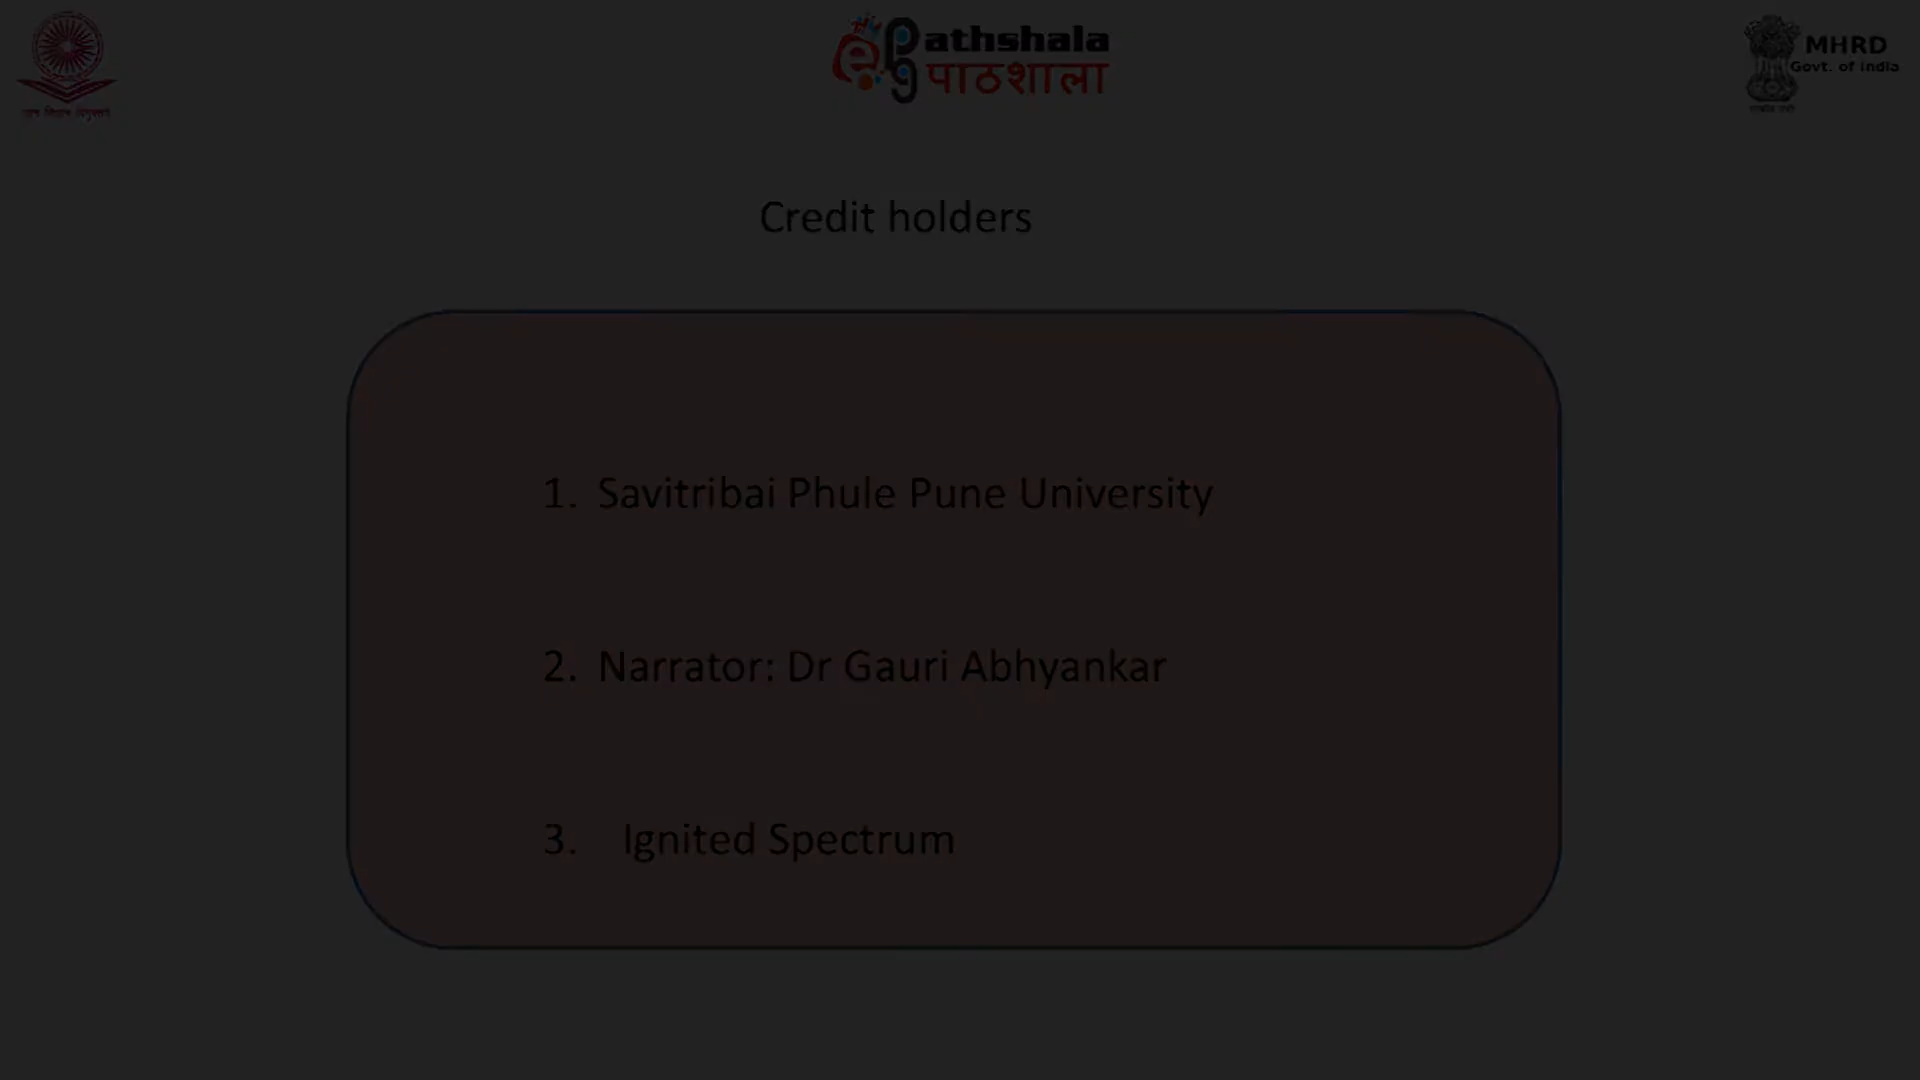 athshala
पाठशाला
MHRD
Govt. of India
Credit holders
1. Savitribai Phule Pune University
2. Narrator: Dr Gauri Abhyankar
3. Ignited Spectrum